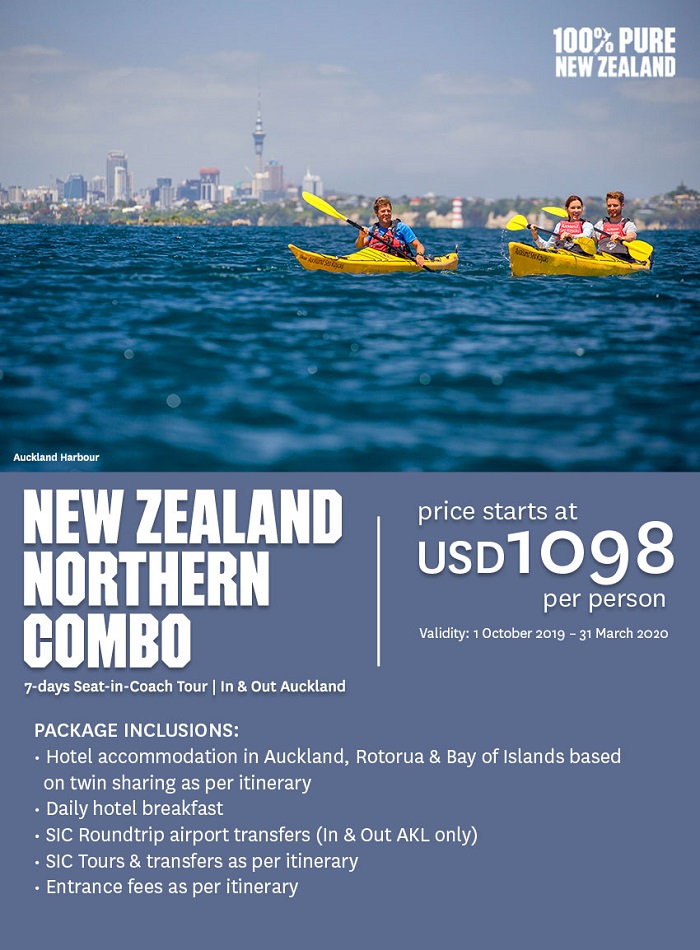 100% PURE
NEW ZEALAND
Auckland Harbour
NEW ZEALAND
NORTHERN
COMBO
7-days Seat-in-Coach Tour | In & Out Auckland
price starts at
USD1098
per person
Validity: 1 October 2019 – 31 March 2020
PACKAGE INCLUSIONS:
• Hotel accommodation in Auckland, Rotorua & Bay of Islands based
on twin sharing as per itinerary
• Daily hotel breakfast
• SIC Roundtrip airport transfers (In & Out AKL only)
• SIC Tours & transfers as per itinerary
• Entrance fees as per itinerary